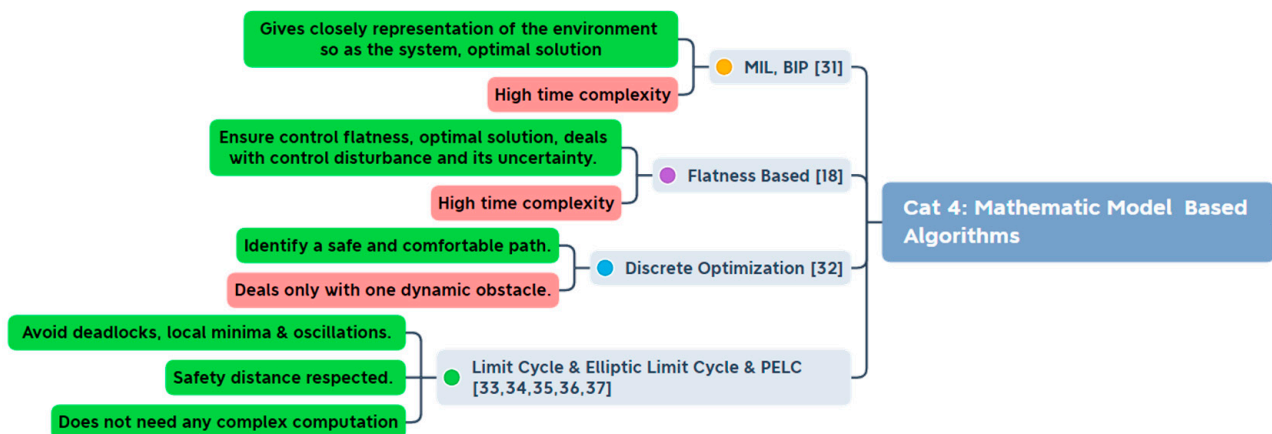 Gives closely representation of the environment
so as the system, optimal solution
High time complexity
MIL, BIP [31]
Ensure control flatness, optimal solution, deals
with control disturbance and its uncertainty.
High time complexity
Flatness Based [18]
Cat 4: Mathematic Model  Based
Algorithms
Identify a safe and comfortable path.
Deals only with one dynamic obstacle.
Discrete Optimization [32]
Avoid deadlocks, local minima & oscillations.
Safety distance respected.
Does not need any complex computation
Limit Cycle & Elliptic Limit Cycle & PELC
[33,34,35,36,37]